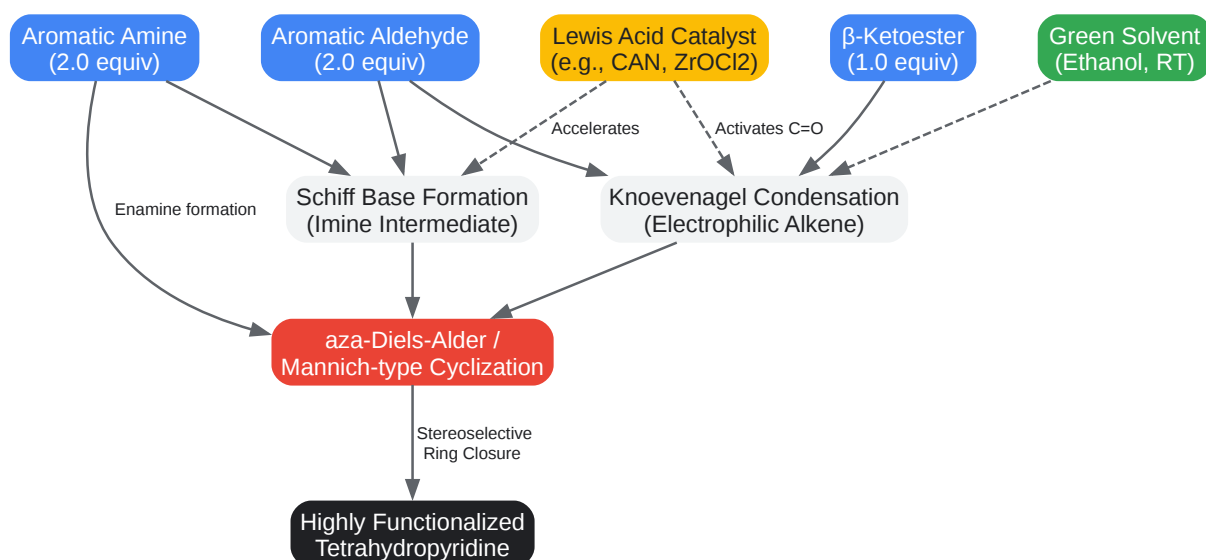 Aromatic Amine
(2.0 equiv)
Aromatic Aldehyde
(2.0 equiv)
Lewis Acid Catalyst
(e.g., CAN, ZrOCl2)
β-Ketoester
(1.0 equiv)
Green Solvent
(Ethanol, RT)
Accelerates
Activates C=O
Enamine formation
Schiff Base Formation
(Imine Intermediate)
Knoevenagel Condensation
(Electrophilic Alkene)
aza-Diels-Alder /
Mannich-type Cyclization
Stereoselective
Ring Closure
Highly Functionalized
Tetrahydropyridine